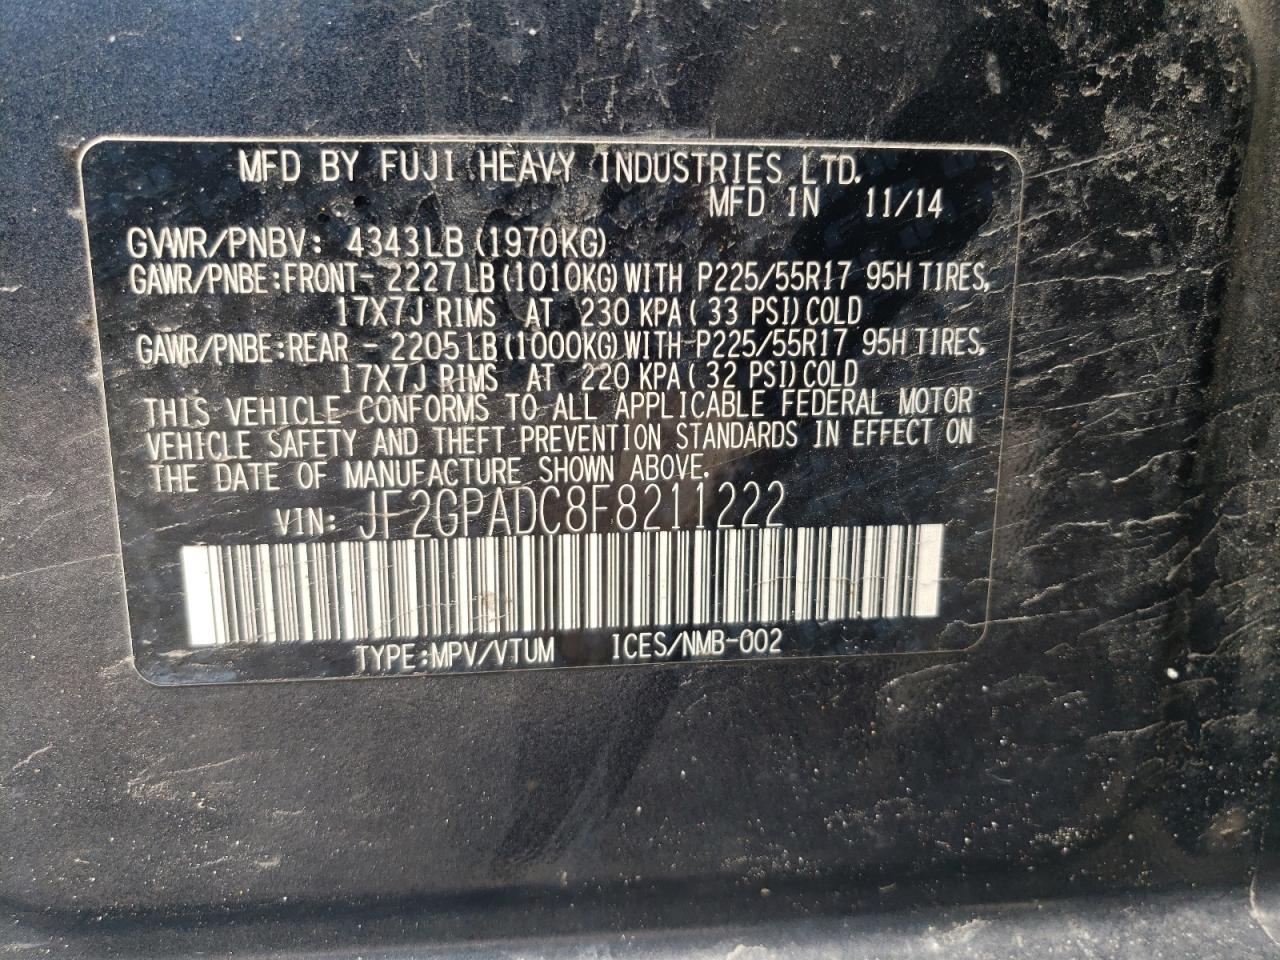 MFD BY FUJI HEAVY INDUSTRIES LTD.
MFD IN 11/14
GVWR/PNBV: 4343LB (1970KG)
GAWR/PNBE:FRONT- 2227LB (1010KG) WITH P225/55R17 95H TIRES,
17X7J RIMS AT 230 KPA( 33 PSI) COLD
GAWR/PNBE:REAR - 2205LB (1000KG) WITH P225/55R17 95H TIRES,
17X7J RIMS AT 220 KPA( 32 PSI) COLD
THIS VEHICLE CONFORMS TO ALL APPLICABLE FEDERAL MOTOR
VEHICLE SAFETY AND THEFT PREVENTION STANDARDS IN EFFECT ON
THE DATE OF MANUFACTURE SHOWN ABOVE.
VIN: JF2GPADC8F8211222
TYPE:MPV/VTUM ICES/NMB-002